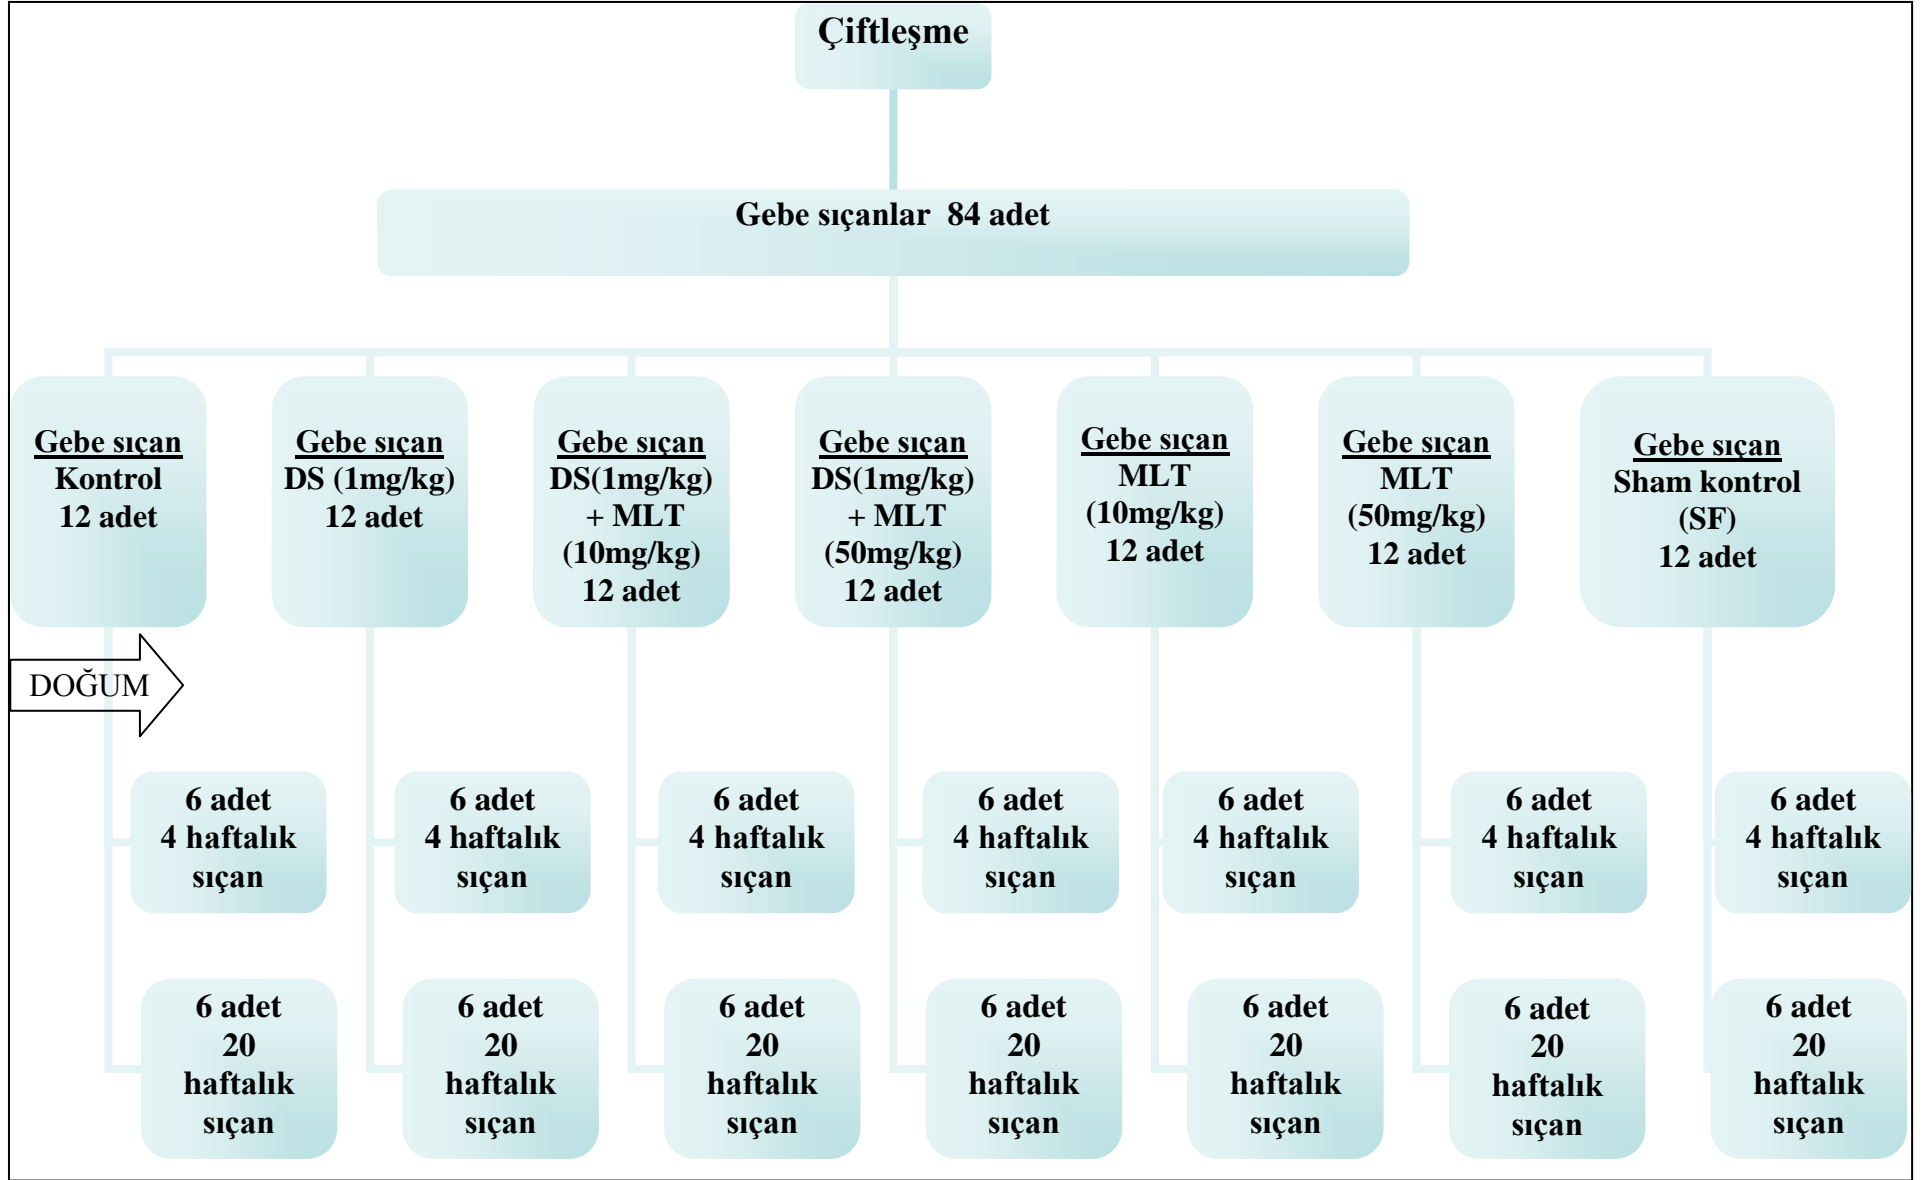 Çiftleşme
Gebe sıçanlar 84 adet
Gebe sıçan
Kontrol
12 adet
Gebe sıçan
DS (1mg/kg)
12 adet
Gebe sıçan
DS(1mg/kg)
+ MLT
(10mg/kg)
12 adet
Gebe sıçan
DS(1mg/kg)
+ MLT
(50mg/kg)
12 adet
Gebe sıçan
MLT
(10mg/kg)
12 adet
Gebe sıçan
MLT
(50mg/kg)
12 adet
Gebe sıçan
Sham kontrol
(SF)
12 adet
DOĞUM
6 adet
4 haftalık
sıçan
6 adet
4 haftalık
sıçan
6 adet
4 haftalık
sıçan
6 adet
4 haftalık
sıçan
6 adet
4 haftalık
sıçan
6 adet
4 haftalık
sıçan
6 adet
4 haftalık
sıçan
6 adet
20
haftalık
sıçan
6 adet
20
haftalık
sıçan
6 adet
20
haftalık
sıçan
6 adet
20
haftalık
sıçan
6 adet
20
haftalık
sıçan
6 adet
20
haftalık
sıçan
6 adet
20
haftalık
sıçan